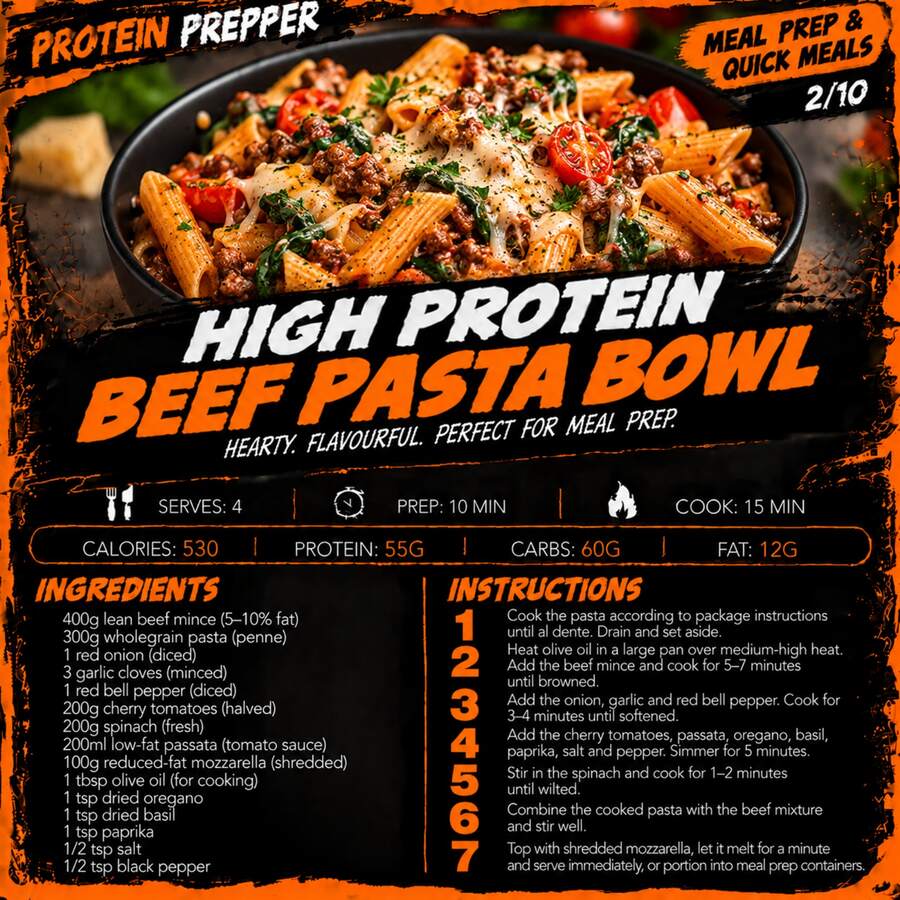 PROTEIN PREPPER
MEAL PREP &
QUICK MEALS
2/10
HIGH PROTEIN
BEEF PASTA BOWL
HEARTY. FLAVOURFUL. PERFECT FOR MEAL PREP.
SERVES: 4
PREP: 10 MIN
COOK: 15 MIN
CALORIES: 530
PROTEIN: 55G
CARBS: 60G
FAT: 12G
INGREDIENTS
400g lean beef mince (5–10% fat)
300g wholegrain pasta (penne)
1 red onion (diced)
3 garlic cloves (minced)
1 red bell pepper (diced)
200g cherry tomatoes (halved)
200g spinach (fresh)
200ml low-fat passata (tomato sauce)
100g reduced-fat mozzarella (shredded)
1 tbsp olive oil (for cooking)
1 tsp dried oregano
1 tsp dried basil
1 tsp paprika
1/2 tsp salt
1/2 tsp black pepper
INSTRUCTIONS
1 Cook the pasta according to package instructions
until al dente. Drain and set aside.
2 Heat olive oil in a large pan over medium-high heat.
Add the beef mince and cook for 5–7 minutes
until browned.
3 Add the onion, garlic and red bell pepper. Cook for
3–4 minutes until softened.
4 Add the cherry tomatoes, passata, oregano, basil,
paprika, salt and pepper. Simmer for 5 minutes.
5 Stir in the spinach and cook for 1–2 minutes
until wilted.
6 Combine the cooked pasta with the beef mixture
and stir well.
7 Top with shredded mozzarella, let it melt for a minute
and serve immediately, or portion into meal prep containers.